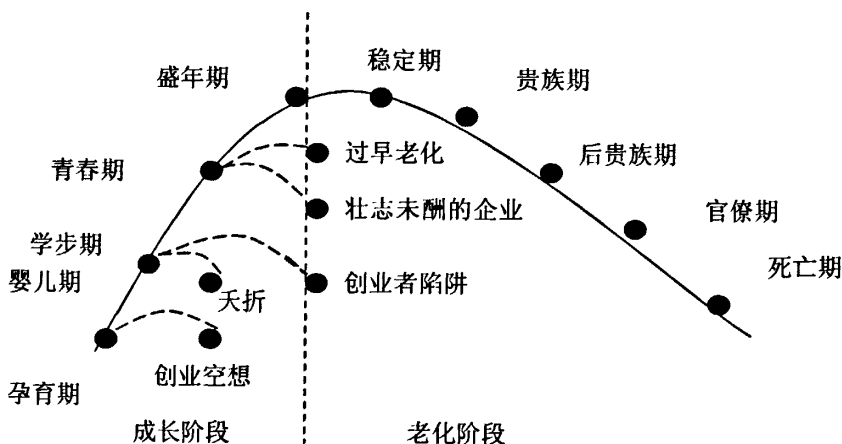 盛年期
稳定期
贵族期
青春期
过早老化
后贵族期
壮志未酬的企业
官僚期
学步期
婴儿期
夭折
创业者陷阱
死亡期
创业空想
孕育期
成长阶段
老化阶段